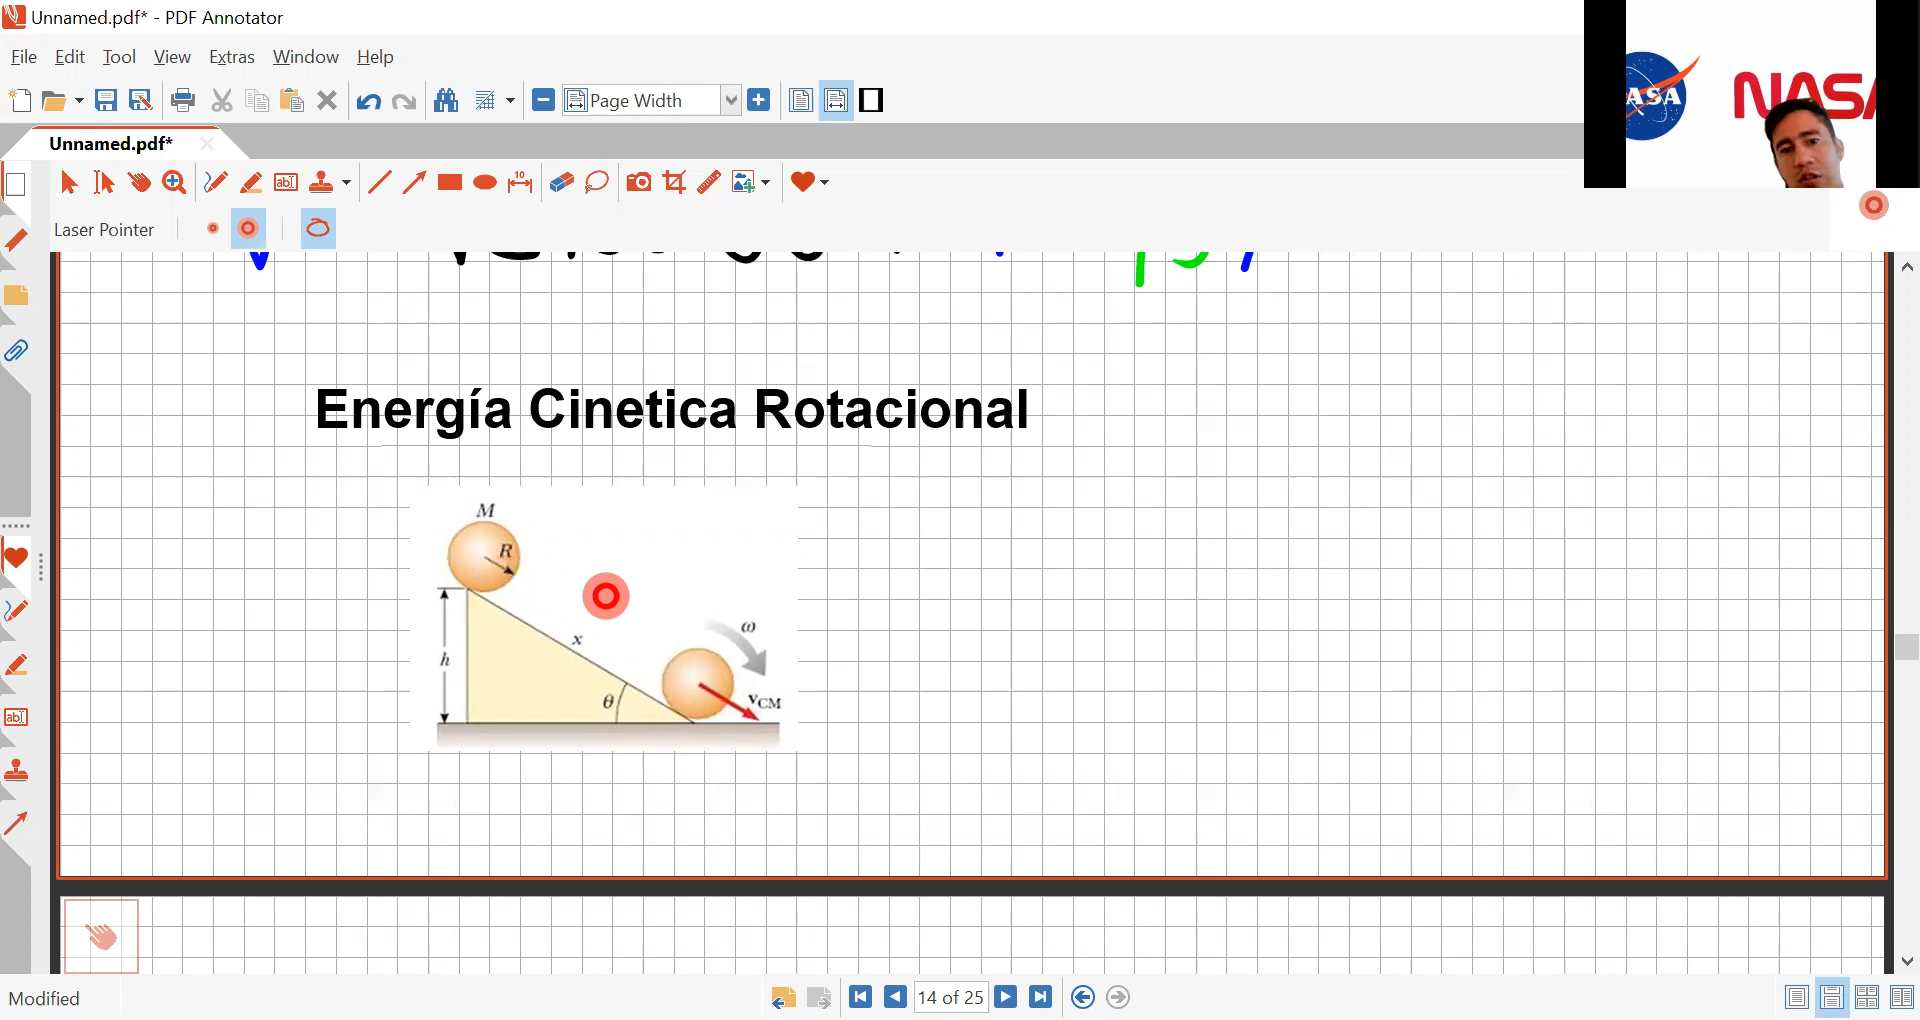 Unnamed.pdf* - PDF Annotator
File Edit Tool View Extras Window Help
Page Width
Unnamed.pdf*
10
Laser Pointer
NASA
Energía Cinetica Rotacional
M
R
x
h
θ
ω
vCM
Modified
14 of 25